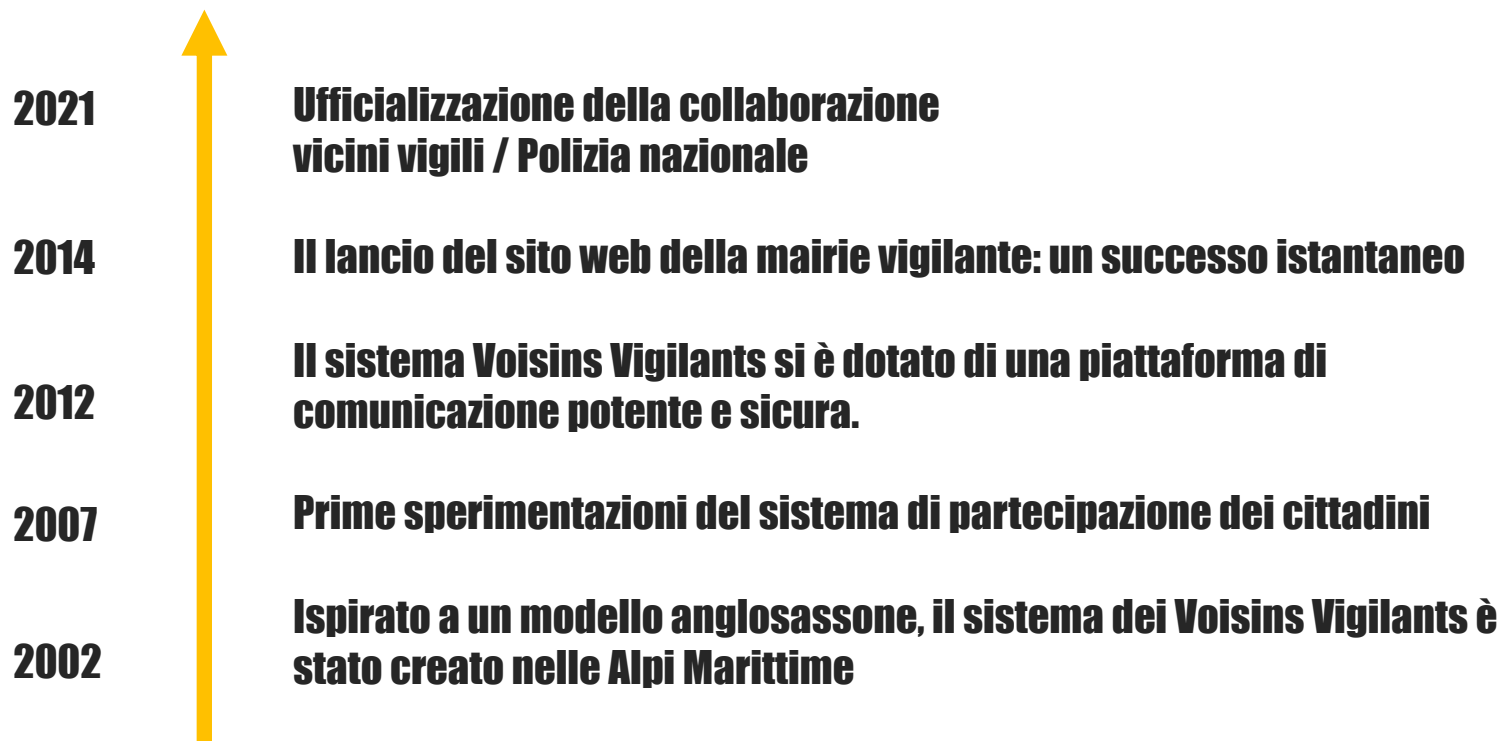 2021
Ufficializzazione della collaborazione
vicini vigili / Polizia nazionale
2014
Il lancio del sito web della mairie vigilante: un successo istantaneo
2012
Il sistema Voisins Vigilants si è dotato di una piattaforma di
comunicazione potente e sicura.
2007
Prime sperimentazioni del sistema di partecipazione dei cittadini
2002
Ispirato a un modello anglosassone, il sistema dei Voisins Vigilants è
stato creato nelle Alpi Marittime